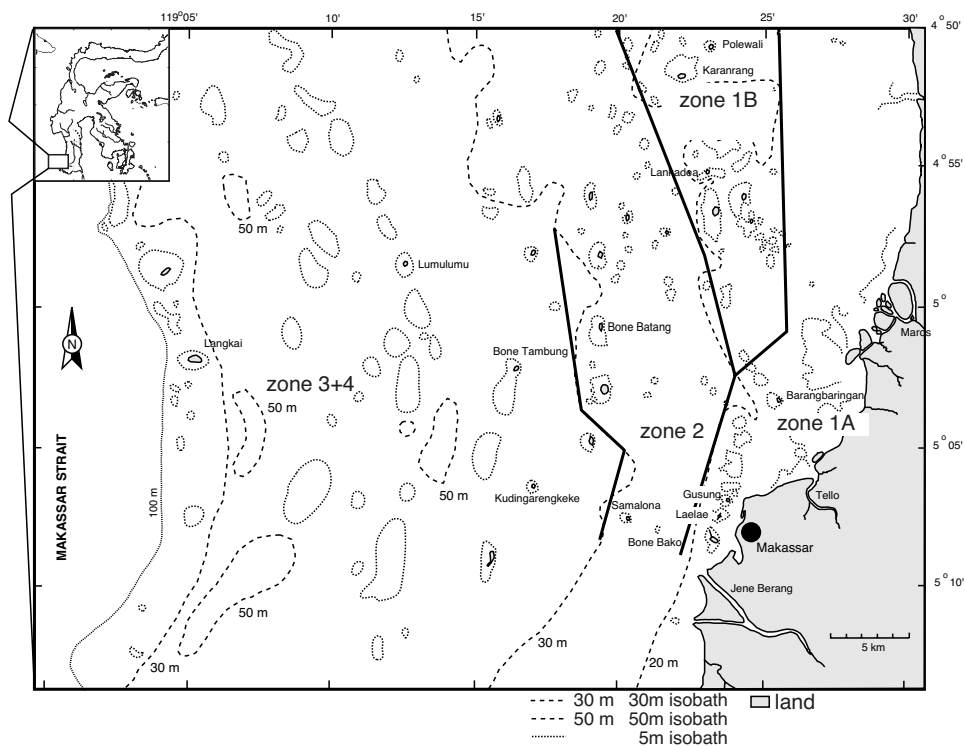 119°05'
10'
15'
20'
25'
30'
4°50'
Polewali
Karanrang
zone 1B
4°55'
Lankadoa
50 m
Lumulumu
5°
Maros
Bone Batang
Langkai
Bone Tambung
N
zone 3+4
50 m
Barangbaringan
zone 1A
zone 2
5°05'
MAKASSAR STRAIT
100 m
50 m
Kudingarengkeke
Samalona
Gusung
Laelae
Tello
Bone Bako
Makassar
5°10'
Jene Berang
50 m
30 m
30 m
20 m
5 km
30 m 30m isobath
land
50 m 50m isobath
5m isobath